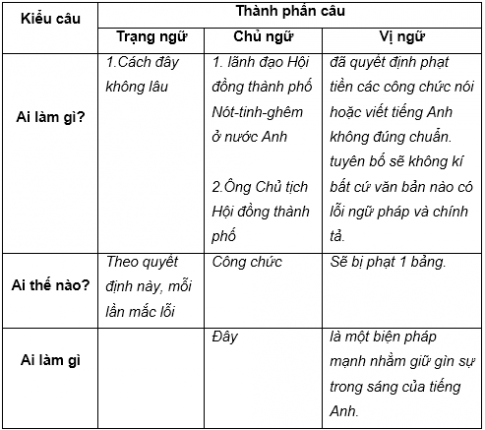 Kiểu câu
Thành phần câu
Trạng ngữ
Chủ ngữ
Vị ngữ
Ai làm gì?
1.Cách đây
không lâu
1. lãnh đạo Hội
đồng thành phố
Nót-tinh-ghêm
ở nước Anh
2.Ông Chủ tịch
Hội đồng thành
phố
đã quyết định phạt
tiền các công chức nói
hoặc viết tiếng Anh
không đúng chuẩn.
tuyên bố sẽ không kí
bất cứ văn bản nào có
lỗi ngữ pháp và chính
tả.
Ai thế nào?
Theo quyết
định này, mỗi
lần mắc lỗi
Công chức
Sẽ bị phạt 1 bảng.
Ai làm gì
Đây
là một biện pháp
mạnh nhằm giữ gìn sự
trong sáng của tiếng
Anh.